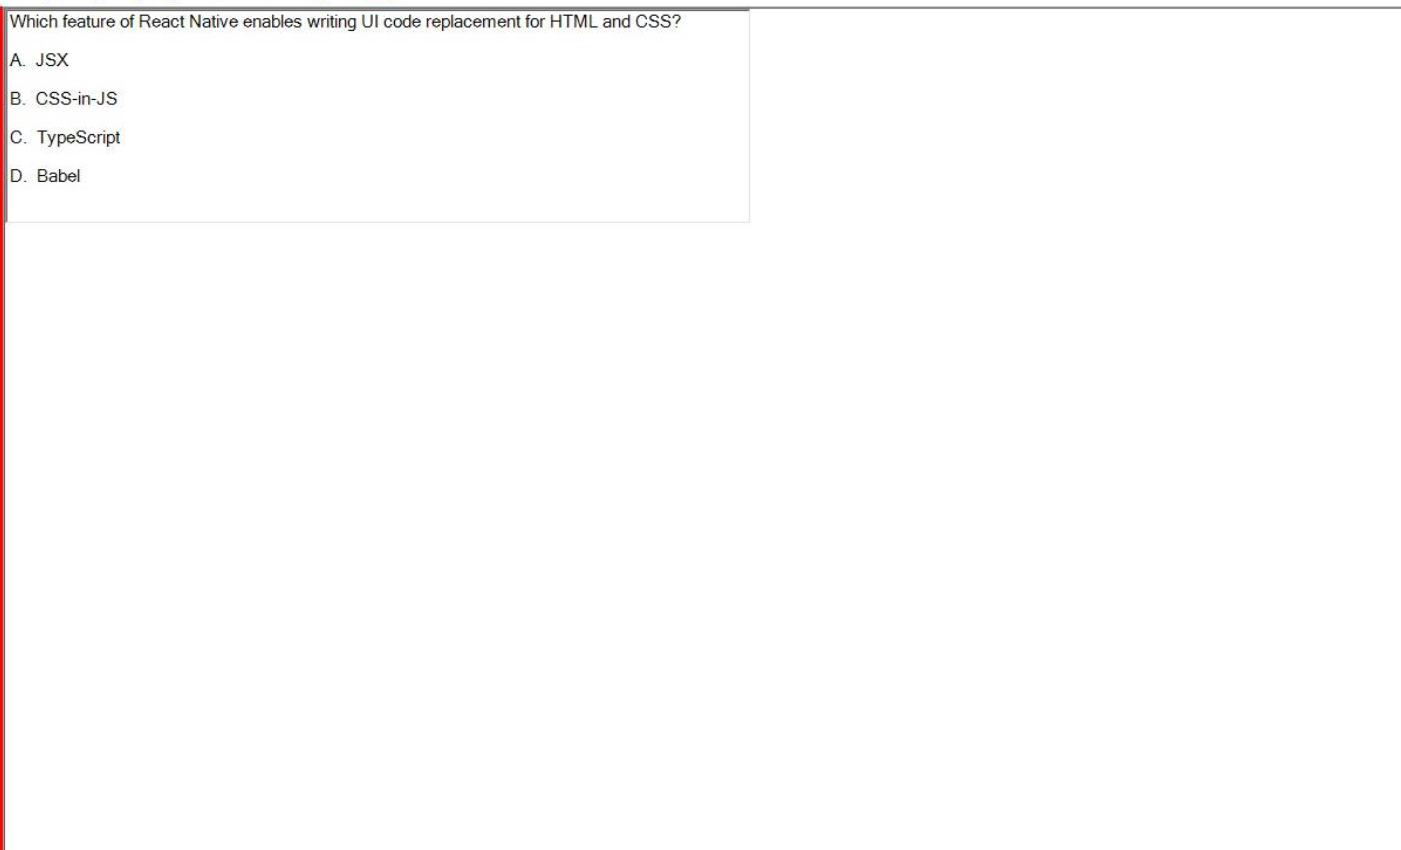 Which feature of React Native enables writing UI code replacement for HTML and CSS?
A. JSX
B. CSS-in-JS
C. TypeScript
D. Babel